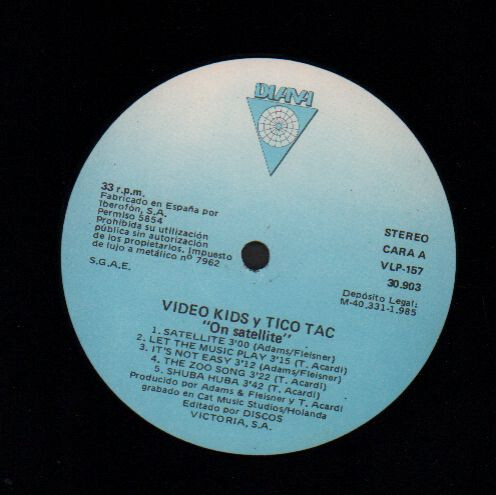 DIANA
33 r.p.m.
Fabricado en España por
Iberofón, S.A.
Permiso 5854
Prohibida su utilización
pública sin autorización
de los propietarios. Impuesto
de lujo a metálico nº 7962
S.G.A.E.
STEREO
CARA A
VLP-157
30.903
Depósito Legal:
M-40.331-1.985
VIDEO KIDS y TICO TAC
"On satellite"
1. SATELLITE 3'00 (Adams/Fleisner)
2. LET THE MUSIC PLAY 3'15 (T. Acardi)
3. IT'S NOT EASY 3'12 (Adams/Fleisner)
4. THE ZOO SONG 3'22 (T. Acardi)
5. SHUBA HUBA 3'42 (T. Acardi)
Producido por Adams & Fleisner y T. Acardi
grabado en Cat Music Studios/Holanda
Editado por DISCOS
VICTORIA, S.A.